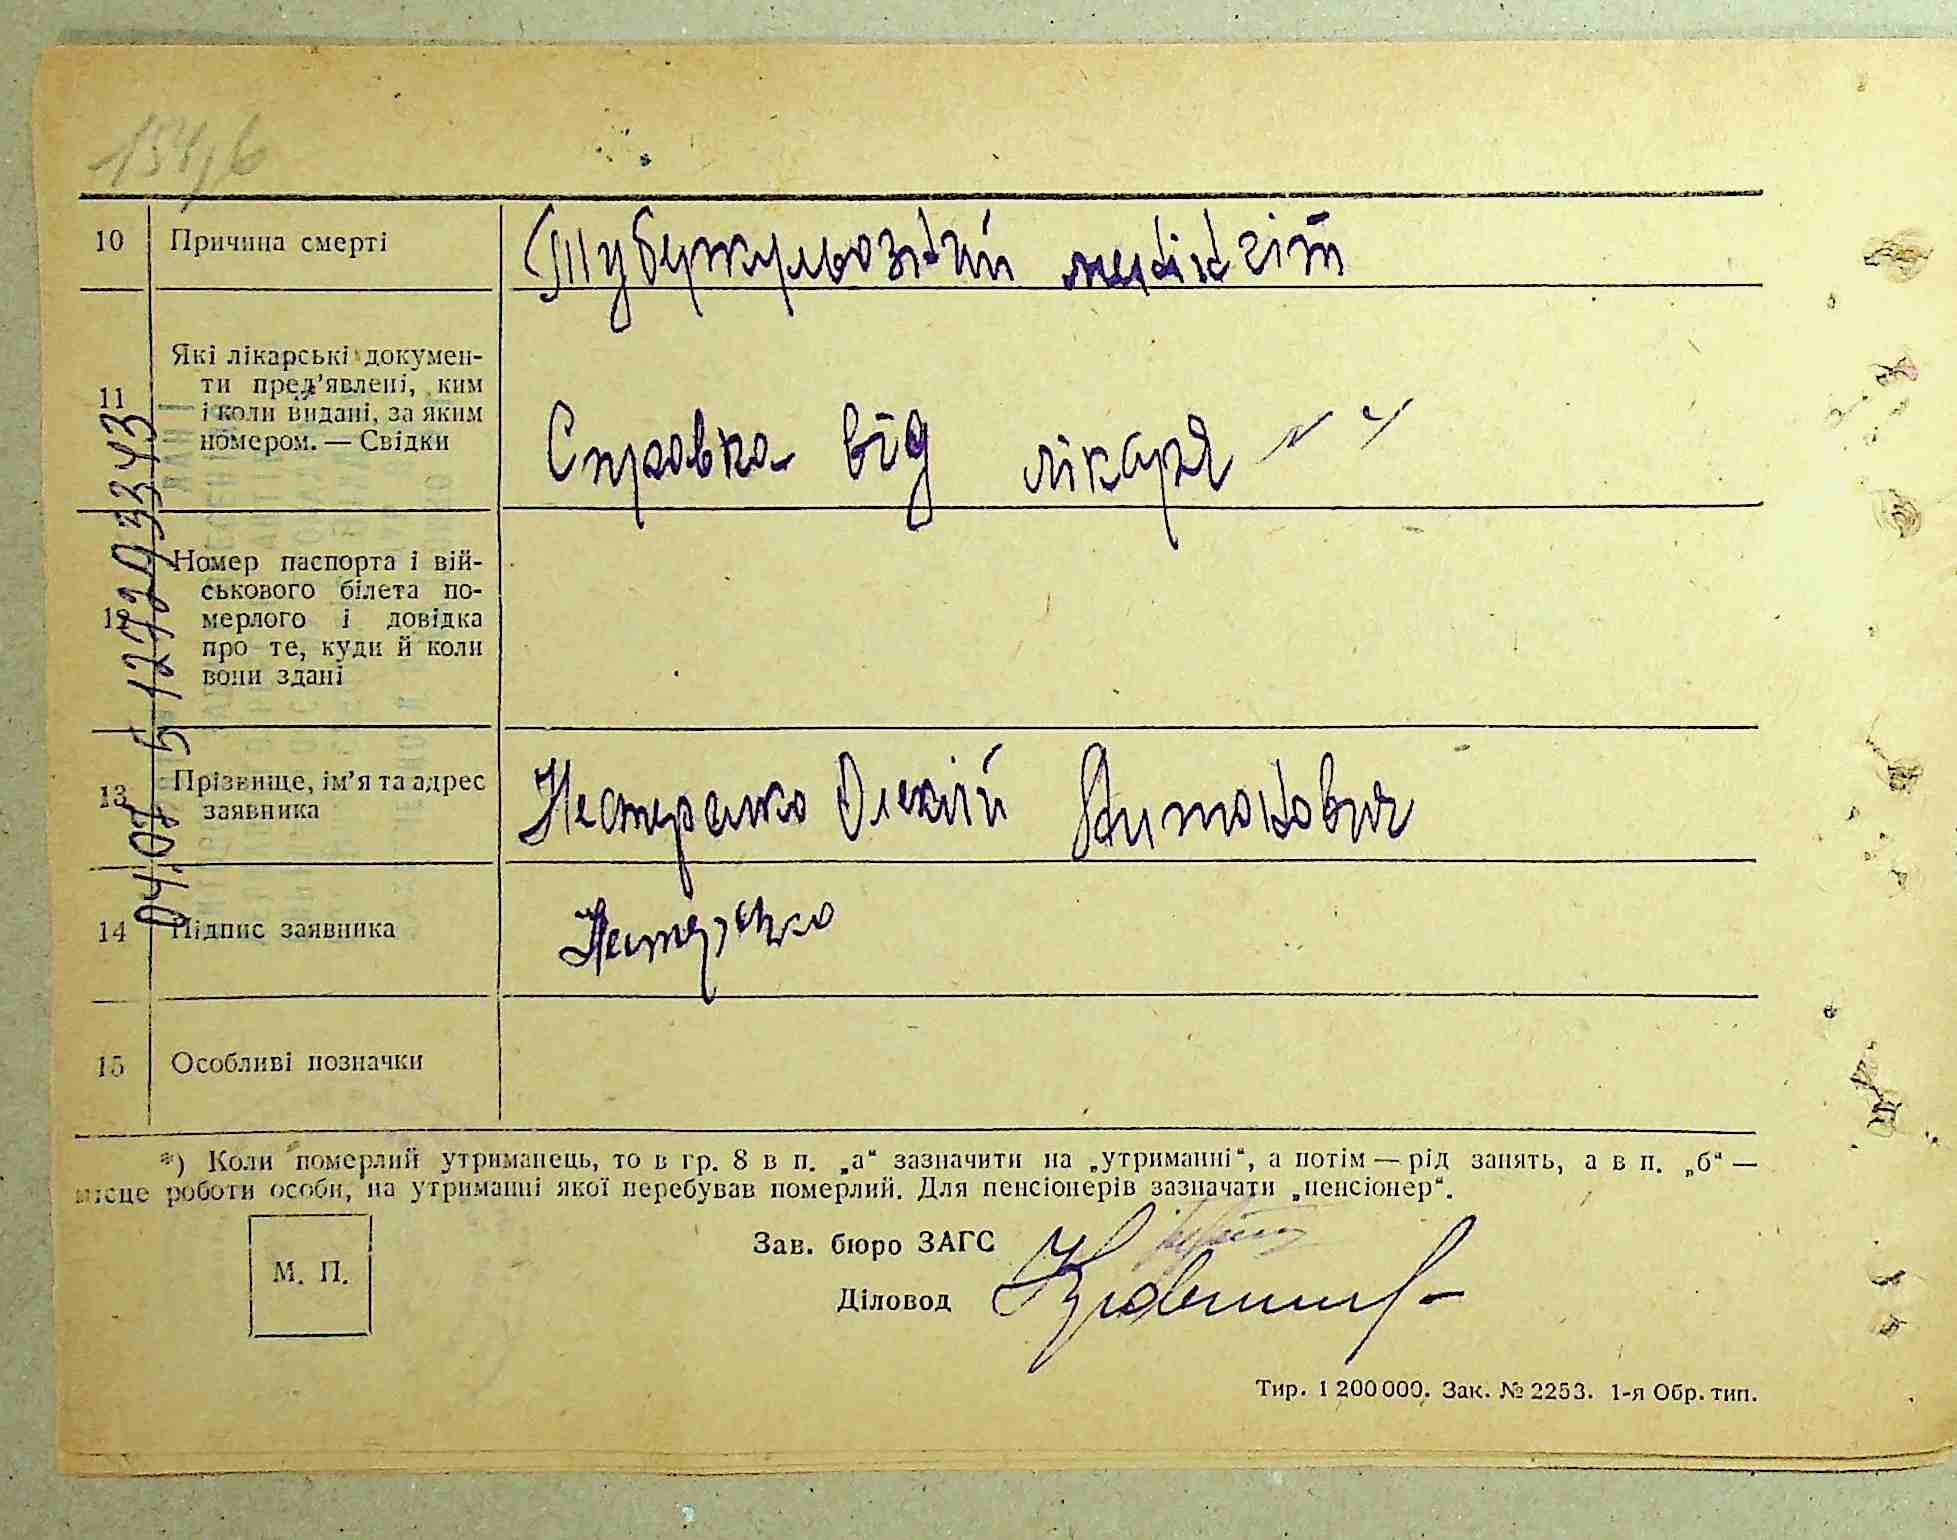 154,6
10 Причина смерті Туберкульозний менінгіт
11 Які лікарські докумен-
ти пред’явлені, ким
і коли видані, за яким
номером. — Свідки
Справка від лікаря
12 Номер паспорта і вій-
ськового білета по-
мерлого і довідка
про те, куди й коли
вони здані
13 Прізвище, ім’я та адрес
заявника
Нестеренко Олексій Антонович
14 Підпис заявника Нестеренко
15 Особливі позначки
*) Коли померлий утриманець, то в гр. 8 в п. „а“ зазначити на „утриманні“, а потім — рід занять, а в п. „б“ —
місце роботи особи, на утриманні якої перебував померлий. Для пенсіонерів зазначати „пенсіонер“.
М. П.
Зав. бюро ЗАГС
Діловод
Тир. 1 200 000. Зак. № 2253. 1-я Обр. тип.